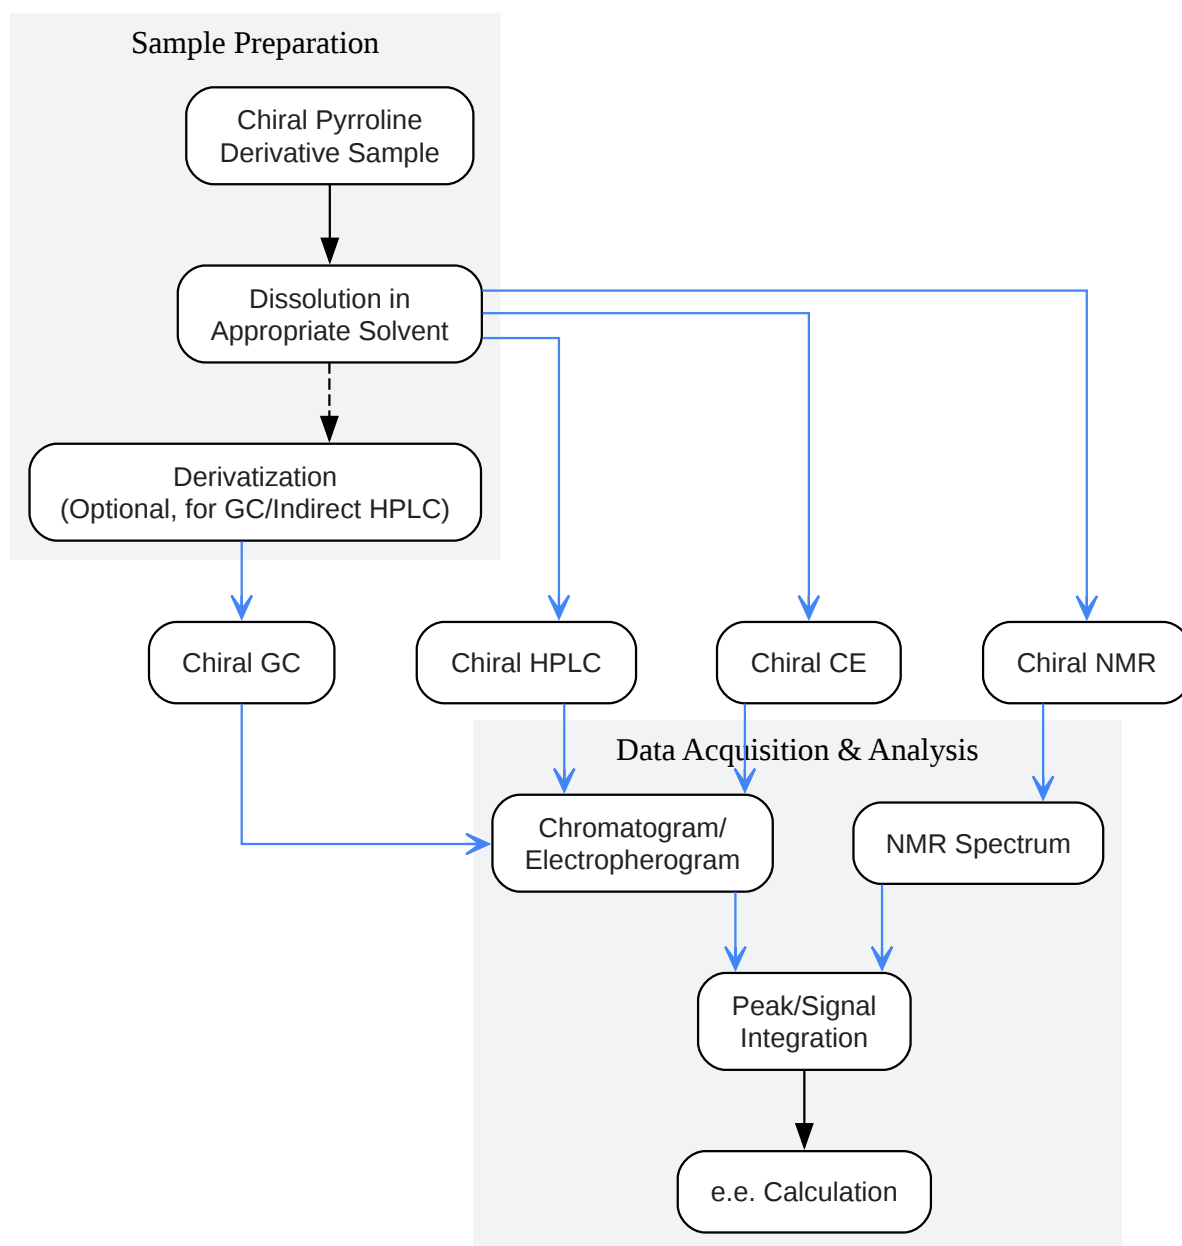 Sample Preparation
Chiral Pyrroline
Derivative Sample
Dissolution in
Appropriate Solvent
Derivatization
(Optional, for GC/Indirect HPLC)
Chiral GC
Chiral HPLC
Chiral CE
Chiral NMR
Data Acquisition & Analysis
Chromatogram/
Electropherogram
NMR Spectrum
Peak/Signal
Integration
e.e. Calculation